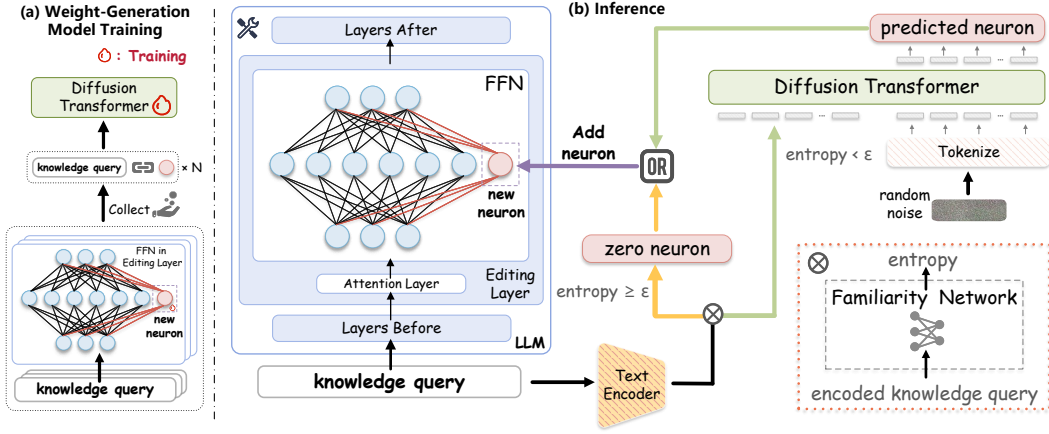 (a) Weight-Generation
Model Training
: Training
Diffusion
Transformer
knowledge query
× N
Collect
FFN in
Editing Layer
new
neuron
knowledge query
Layers After
FFN
new
neuron
Attention Layer
Editing
Layer
Layers Before
LLM
knowledge query
(b) Inference
predicted neuron
...
Diffusion Transformer
...
...
Add
neuron
OR
entropy < ε
Tokenize
random
noise
zero neuron
entropy ≥ ε
Text
Encoder
entropy
Familiarity Network
encoded knowledge query